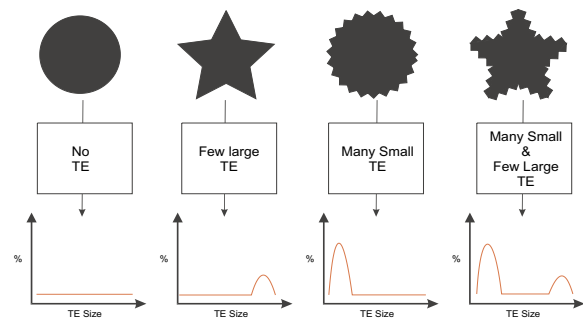 No
TE
Few large
TE
Many Small
TE
Many Small
&
Few Large
TE
%
TE Size
%
TE Size
%
TE Size
%
TE Size